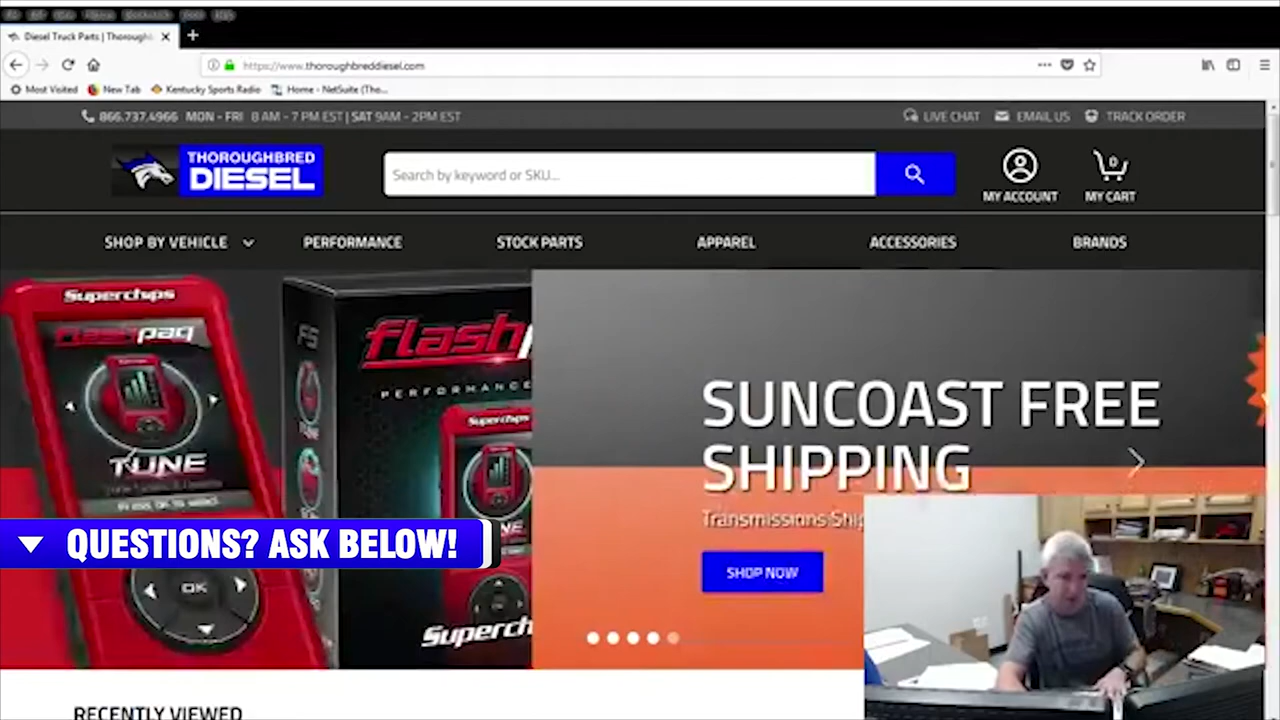 Diesel Truck Parts | Thorough
https://www.thoroughbreddiesel.com
Most Visited
New Tab
Kentucky Sports Radio
Home - NetSuite (Tho...
866.737.4966 MON - FRI 8 AM - 7 PM EST | SAT 9AM - 2PM EST
LIVE CHAT
EMAIL US
TRACK ORDER
THOROUGHBRED
DIESEL
Search by keyword or SKU...
MY ACCOUNT
0
MY CART
SHOP BY VEHICLE
PERFORMANCE
STOCK PARTS
APPAREL
ACCESSORIES
BRANDS
Superchips
flashpaq
TUNE
OK
F5
flashp
PERFORMANCE
Superchips
Superch
SUNCOAST FREE
SHIPPING
Transmissions Ship
SHOP NOW
QUESTIONS? ASK BELOW!
RECENTLY VIEWED